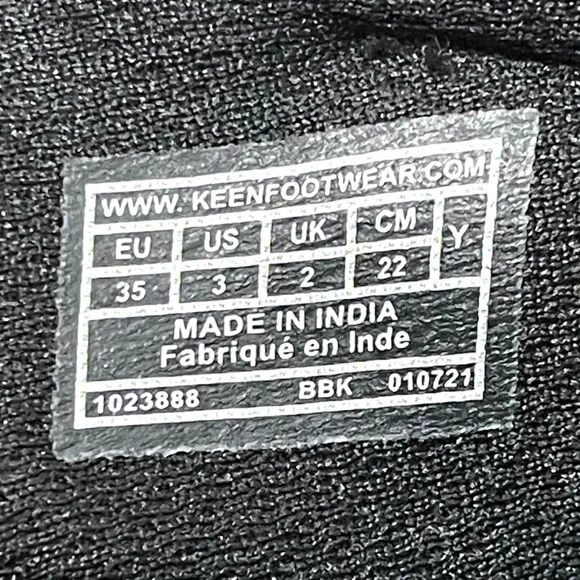 WWW. KEENFOOTWEAR.COM
EU US UK CM Y
35 3 2 22
MADE IN INDIA
Fabriqué en Inde
1023888 BBK 010721